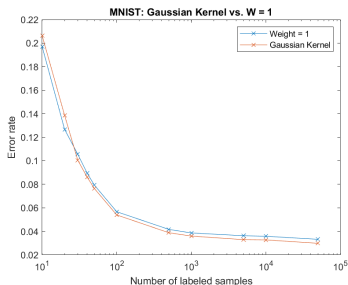 MNIST: Gaussian Kernel vs. W = 1
0.22
0.2
0.18
0.16
0.14
0.12
0.1
0.08
0.06
0.04
0.02
Error rate
Weight = 1
Gaussian Kernel
10^1 10^2 10^3 10^4 10^5
Number of labeled samples